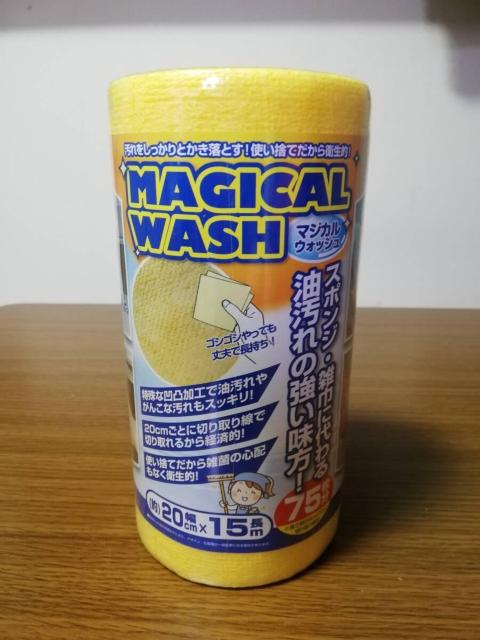 汚れをしっかりとかき落とす!使い捨てだから衛生的!
MAGICAL
WASH
マジカル
ウォッシュ
スポンジ・雑巾に代わる
油汚れの強い味方!
ゴシゴシやっても
丈夫で長持ち!
特殊な凹凸加工で油汚れや
がんこな汚れもスッキリ!
20cmごとに切り取り線で
切り取れるから経済的!
使い捨てだから雑菌の心配
もなく衛生的!
75
(約)20cm幅×15m長